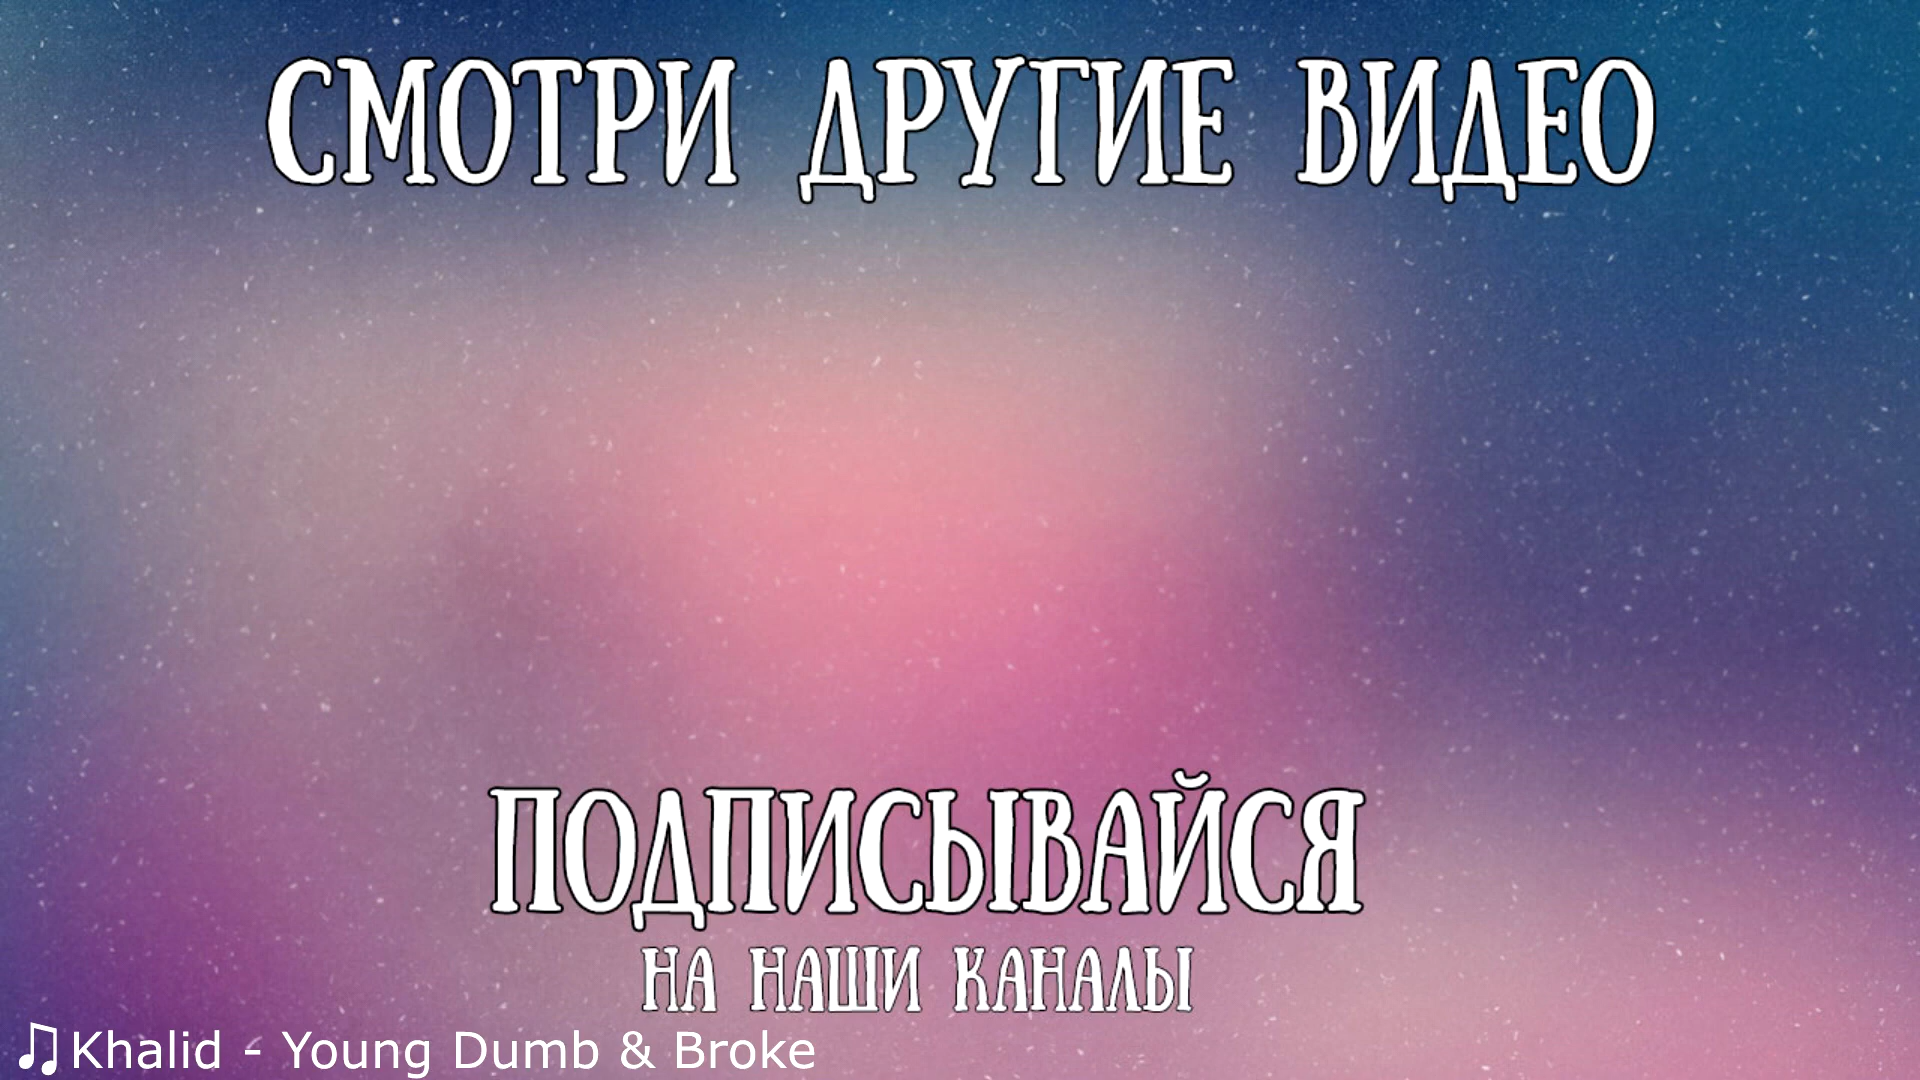 СМОТРИ ДРУГИЕ ВИДЕО
ПОДПИСЫВАЙСЯ
НА НАШИ КАНАЛЫ
♫Khalid - Young Dumb & Broke